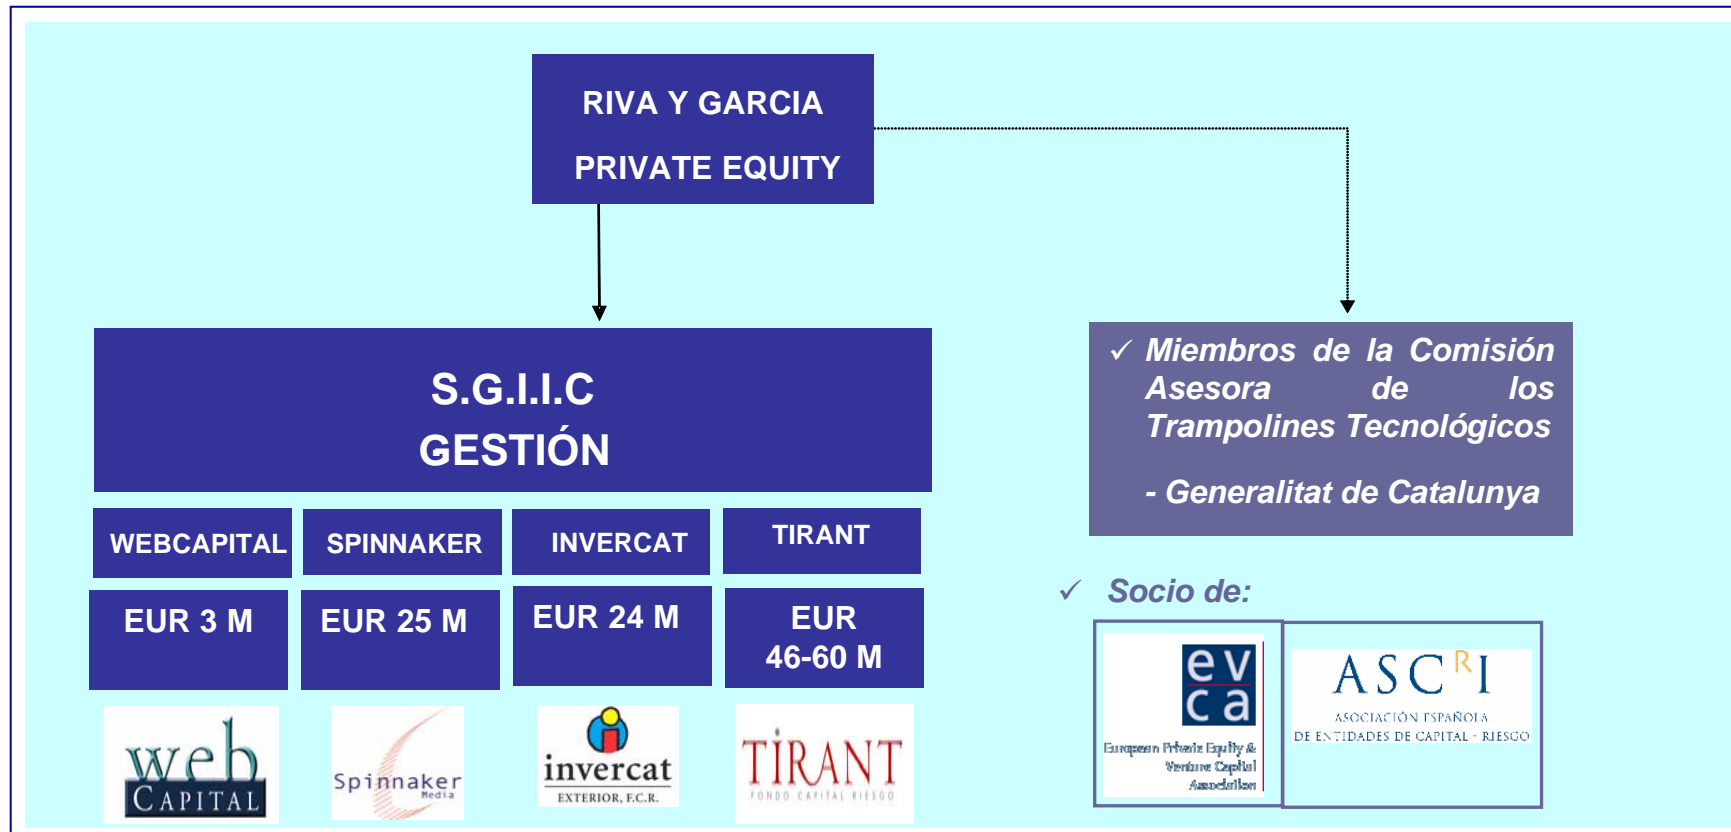 RIVA Y GARCIA
PRIVATE EQUITY
S.G.I.I.C
GESTIÓN
✓ Miembros de la Comisión
Asesora de los
Trampolines Tecnológicos
- Generalitat de Catalunya
WEBCAPITAL
SPINNAKER
INVERCAT
TIRANT
EUR 3 M
EUR 25 M
EUR 24 M
EUR
46-60 M
✓ Socio de:
web
CAPITAL
Spinnaker
Media
invercat
EXTERIOR, F.C.R.
TIRANT
FONDO CAPITAL RIESGO
ev
ca
European Private Equity &
Venture Capital
Association
ASCRI
ASOCIACIÓN ESPAÑOLA
DE ENTIDADES DE CAPITAL - RIESGO